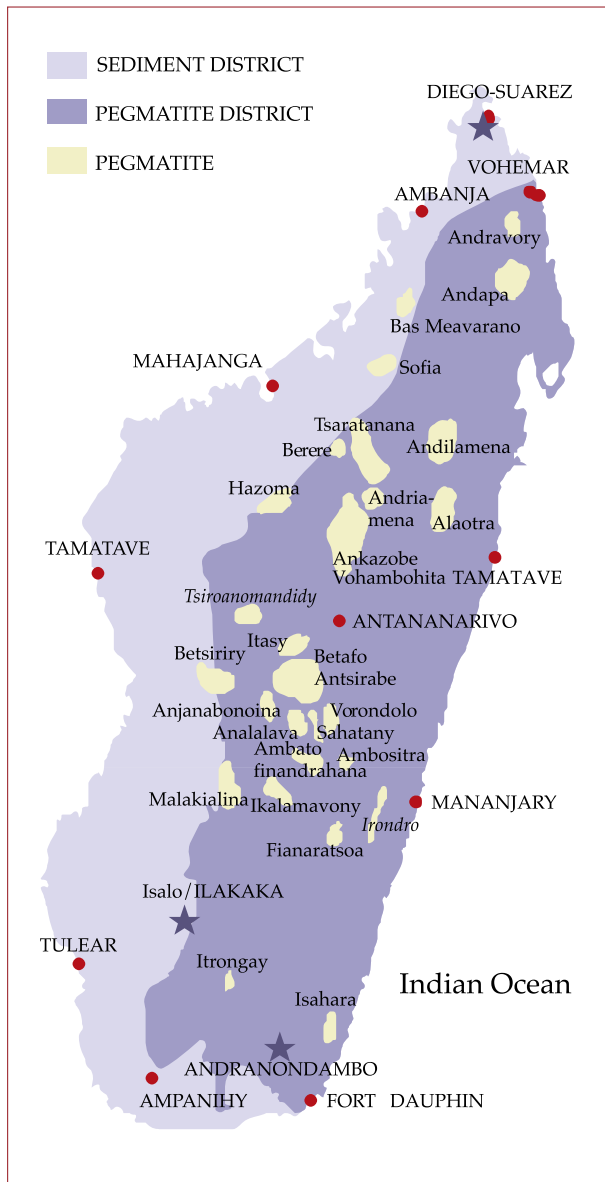 SEDIMENT DISTRICT
PEGMATITE DISTRICT
PEGMATITE
DIEGO-SUAREZ
VOHEMAR
AMBANJA
Andravory
Andapa
Bas Meavarano
MAHAJANGA
Sofia
Tsaratanana
Berere
Andilamena
Hazoma
Andria-
mena
Alaotra
TAMATAVE
Ankazobe
Vohambohita
TAMATAVE
Tsiroanomandidy
ANTANANARIVO
Itasy
Betsiriry
Betafo
Antsirabe
Anjanabonoina
Vorondolo
Analalava
Sahatany
Ambato
finandrahana
Ambositra
Malakialina
Ikalamavony
MANANJARY
Irondro
Fianaratsoa
Isalo/ILAKAKA
TULEAR
Itrongay
Indian Ocean
Isahara
ANDRANONDAMBO
AMPANIHY
FORT DAUPHIN